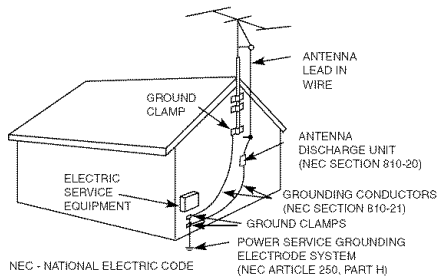 ANTENNA
LEAD IN
WIRE
GROUND
CLAMP
ANTENNA
DISCHARGE UNIT
(NEC SECTION 810-20)
ELECTRIC
SERVICE
EQUIPMENT
GROUNDING CONDUCTORS
(NEC SECTION 810-21)
GROUND CLAMPS
POWER SERVICE GROUNDING
ELECTRODE SYSTEM
(NEC ARTICLE 250, PART H)
NEC - NATIONAL ELECTRIC CODE